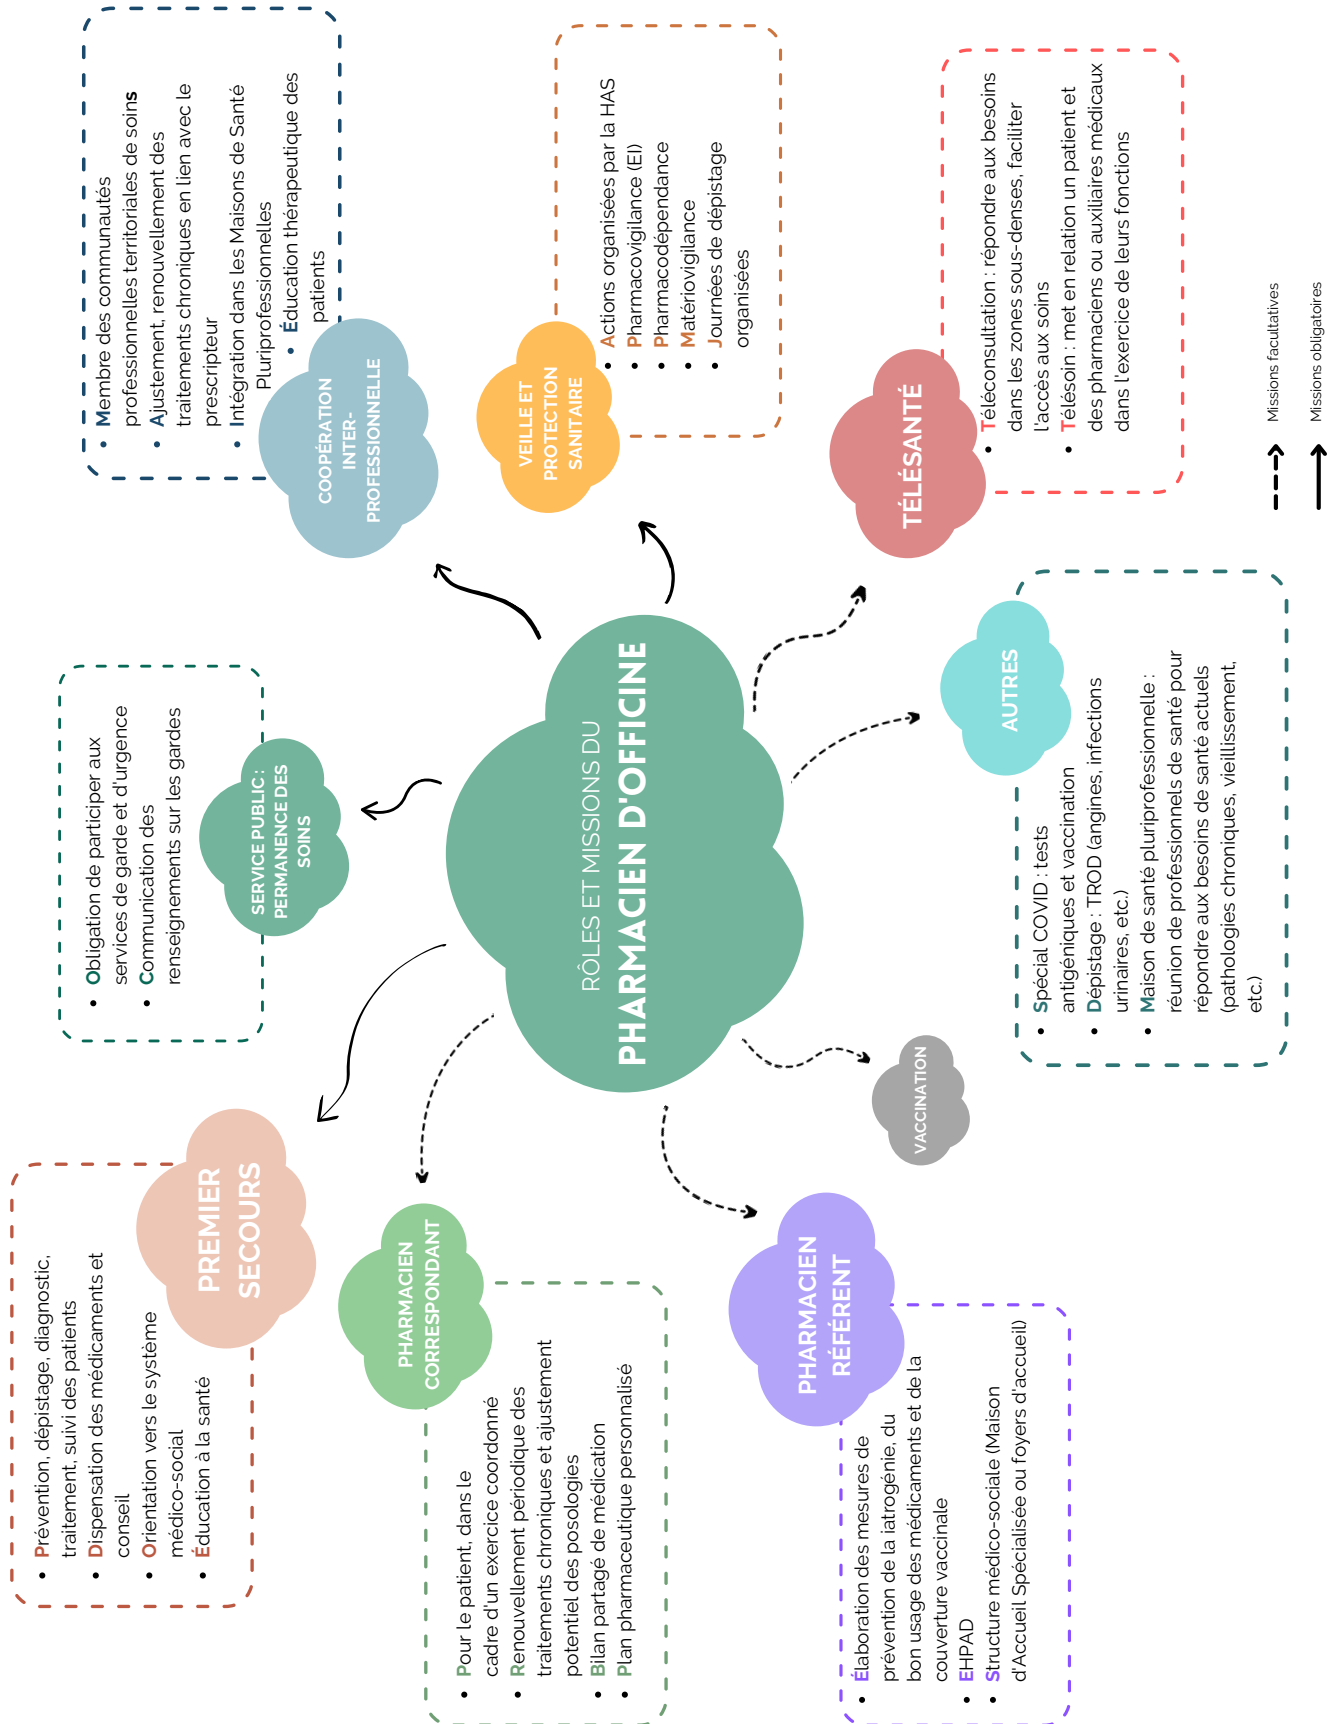 RÔLES ET MISSIONS DU
PHARMACIEN D'OFFICINE
PREMIER
SECOURS
• Prévention, dépistage, diagnostic,
traitement, suivi des patients
• Dispensation des médicaments et
conseil
• Orientation vers le système
médico-social
• Éducation à la santé
SERVICE PUBLIC :
PERMANENCE DES
SOINS
• Obligation de participer aux
services de garde et d'urgence
• Communication des
renseignements sur les gardes
COOPÉRATION
INTER-
PROFESSIONNELLE
• Membre des communautés
professionnelles territoriales de soins
• Ajustement, renouvellement des
traitements chroniques en lien avec le
prescripteur
• Intégration dans les Maisons de Santé
Pluriprofessionnelles
• Éducation thérapeutique des
patients
VEILLE ET
PROTECTION
SANITAIRE
• Actions organisées par la HAS
• Pharmacovigilance (EI)
• Pharmacodépendance
• Matériovigilance
• Journées de dépistage
organisées
TÉLÉSANTÉ
• Téléconsultation : répondre aux besoins
dans les zones sous-denses, faciliter
l'accès aux soins
• Télésoin : met en relation un patient et
des pharmaciens ou auxiliaires médicaux
dans l'exercice de leurs fonctions
AUTRES
• Spécial COVID : tests
antigéniques et vaccination
• Dépistage : TROD (angines, infections
urinaires, etc.)
• Maison de santé pluriprofessionnelle :
réunion de professionnels de santé pour
répondre aux besoins de santé actuels
(pathologies chroniques, vieillissement,
etc.)
VACCINATION
PHARMACIEN
RÉFÉRENT
• Élaboration des mesures de
prévention de la iatrogénie, du
bon usage des médicaments et de la
couverture vaccinale
• EHPAD
• Structure médico-sociale (Maison
d'Accueil Spécialisée ou foyers d'accueil)
PHARMACIEN
CORRESPONDANT
• Pour le patient, dans le
cadre d'un exercice coordonné
• Renouvellement périodique des
traitements chroniques et ajustement
potentiel des posologies
• Bilan partagé de médication
• Plan pharmaceutique personnalisé
Missions facultatives
Missions obligatoires